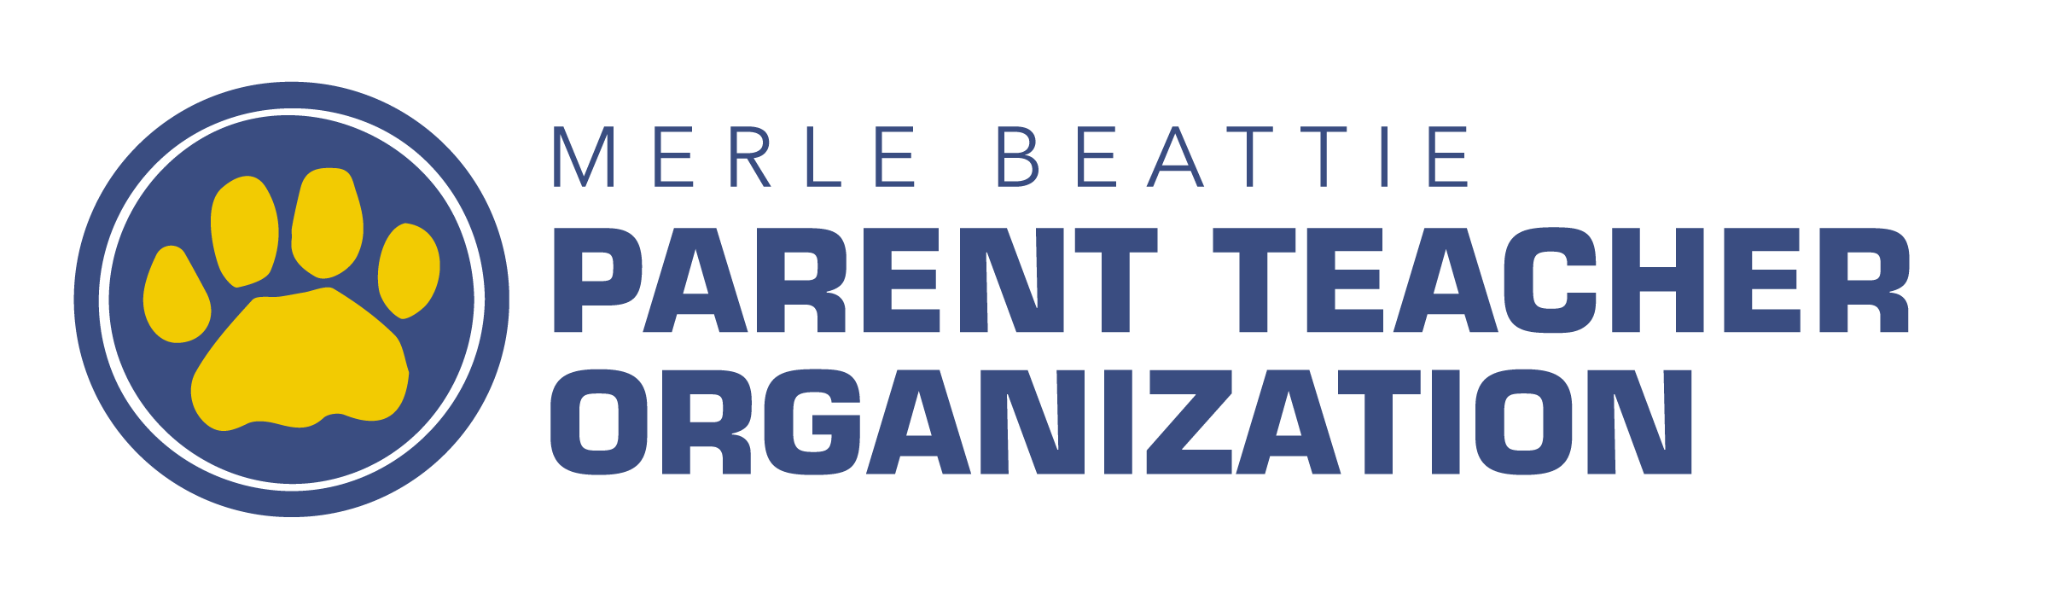 MERLE BEATTIE
PARENT TEACHER
ORGANIZATION